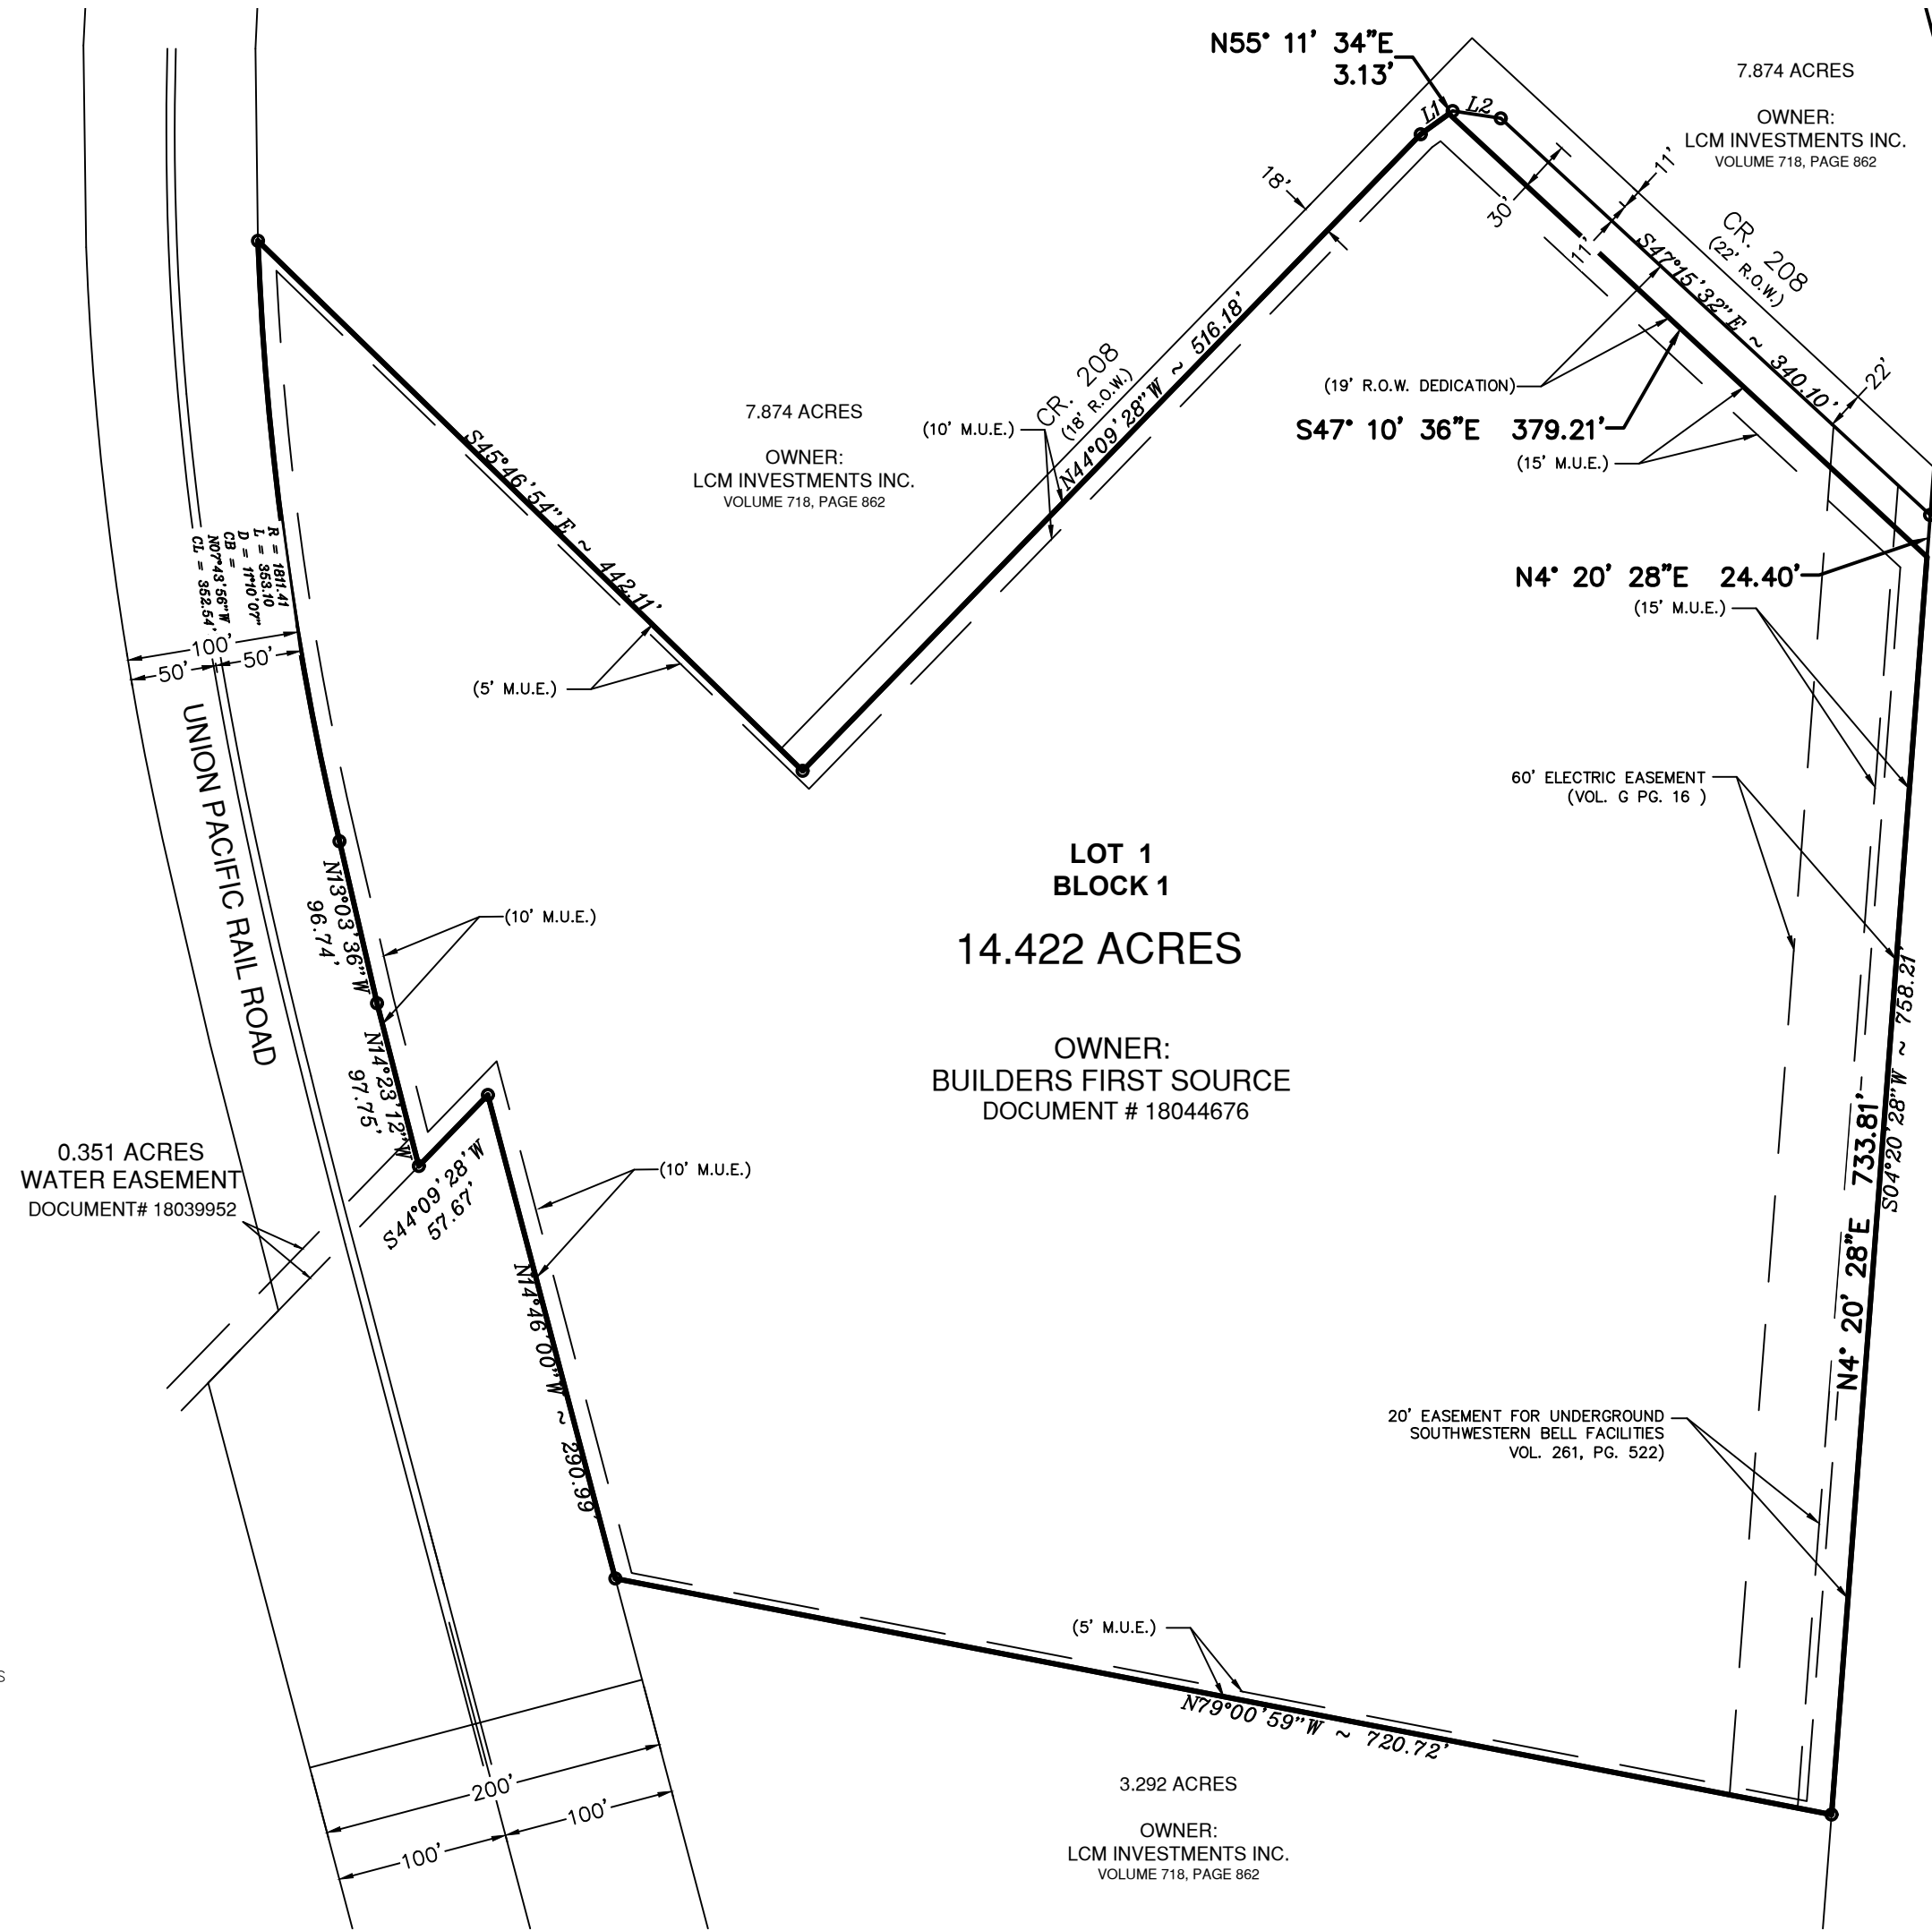 N55° 11' 34"E
3.13'
L1
L2
7.874 ACRES
OWNER:
LCM INVESTMENTS INC.
VOLUME 718, PAGE 862
18'
30'
11'
11'
CR. 208
(22' R.O.W.)
S47°15'32"E ~ 340.10'
22'
(19' R.O.W. DEDICATION)
S47° 10' 36"E 379.21'
(15' M.U.E.)
7.874 ACRES
OWNER:
LCM INVESTMENTS INC.
VOLUME 718, PAGE 862
(10' M.U.E.)
CR. 208
(18' R.O.W.)
N44°09'28"W ~ 516.18'
S45°46'54"E ~ 442.11'
(5' M.U.E.)
R = 1811.41
L = 353.10
D = 11°10'07"
CB =
N07°43'56"W
CL = 352.54'
100'
50'
50'
UNION PACIFIC RAIL ROAD
N4° 20' 28"E 24.40'
(15' M.U.E.)
60' ELECTRIC EASEMENT
(VOL. G PG. 16 )
LOT 1
BLOCK 1
14.422 ACRES
OWNER:
BUILDERS FIRST SOURCE
DOCUMENT # 18044676
N13°03'36"W
96.74'
(10' M.U.E.)
N14°23'12"W
97.75'
0.351 ACRES
WATER EASEMENT
DOCUMENT# 18039952
S44°09'28'W
57.67'
(10' M.U.E.)
N14°46'00"W ~ 290.99'
N4° 20' 28"E 733.81'
S04°20'28"W ~ 758.21'
20' EASEMENT FOR UNDERGROUND
SOUTHWESTERN BELL FACILITIES
VOL. 261, PG. 522)
(5' M.U.E.)
N79°00'59"W ~ 720.72'
S
200'
100'
100'
3.292 ACRES
OWNER:
LCM INVESTMENTS INC.
VOLUME 718, PAGE 862